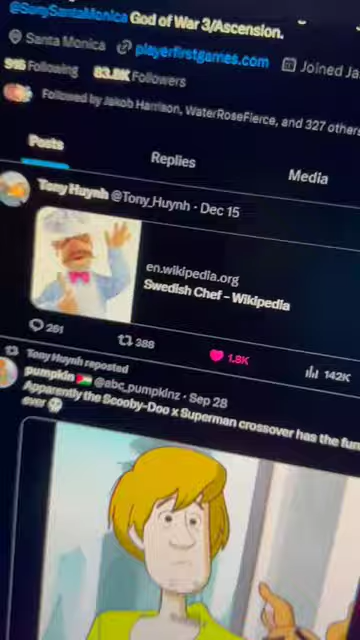 @SonySantaMonica God of War 3/Ascension.
Santa Monica playerfirstgames.com Joined Ja
916 Following 83.8K Followers
Followed by Jakob Harrison, WaterRoseFierce, and 327 others
Posts Replies Media
Tony Huynh @Tony_Huynh · Dec 15
en.wikipedia.org
Swedish Chef – Wikipedia
261 388 1.8K 142K
Tony Huynh reposted
pumpkin @abc_pumpkinz · Sep 28
Apparently the Scooby-Doo x Superman crossover has the fun
ever